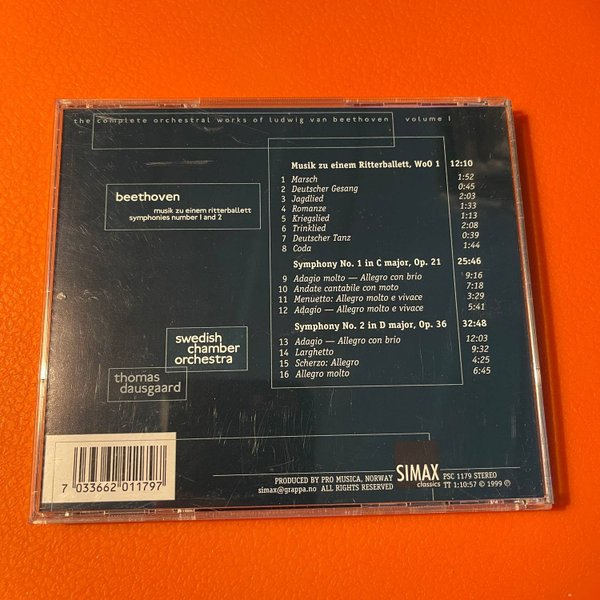 the complete orchestral works of ludwig van beethoven volume 1
beethoven
musik zu einem ritterballett
symphonies number 1 and 2
swedish
chamber
orchestra
thomas
dausgaard
Musik zu einem Ritterballett, WoO 1 12:10
1 Marsch 1:52
2 Deutscher Gesang 0:45
3 Jagdlied 2:03
4 Romanze 1:33
5 Kriegslied 1:13
6 Trinklied 2:08
7 Deutscher Tanz 0:39
8 Coda 1:44
Symphony No. 1 in C major, Op. 21 25:46
9 Adagio molto — Allegro con brio 9:16
10 Andate cantabile con moto 7:18
11 Menuetto: Allegro molto e vivace 3:29
12 Adagio — Allegro molto e vivace 5:41
Symphony No. 2 in D major, Op. 36 32:48
13 Adagio — Allegro con brio 12:03
14 Larghetto 9:32
15 Scherzo: Allegro 4:25
16 Allegro molto 6:45
7 033662 011797
PRODUCED BY PRO MUSICA, NORWAY
simax@grappa.no ALL RIGHTS RESERVED
SIMAX
classics
PSC 1179 STEREO
TT 1:10:57 © 1999 ℗